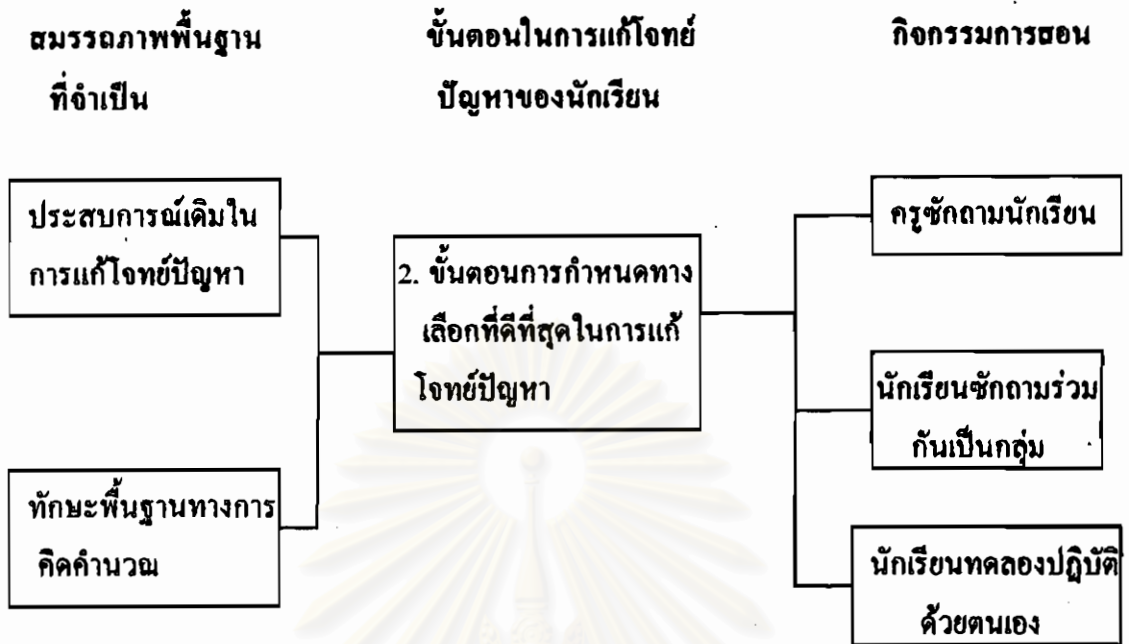 สมรรถภาพพื้นฐาน
ที่จำเป็น
ขั้นตอนในการแก้โจทย์
ปัญหาของนักเรียน
กิจกรรมการสอน
ประสบการณ์เดิมใน
การแก้โจทย์ปัญหา
ทักษะพื้นฐานทางการ
คิดคำนวณ
2. ขั้นตอนการกำหนดทาง
เลือกที่ดีที่สุดในการแก้
โจทย์ปัญหา
ครูซักถามนักเรียน
นักเรียนซักถามร่วม
กันเป็นกลุ่ม
นักเรียนทดลองปฏิบัติ
ด้วยตนเอง